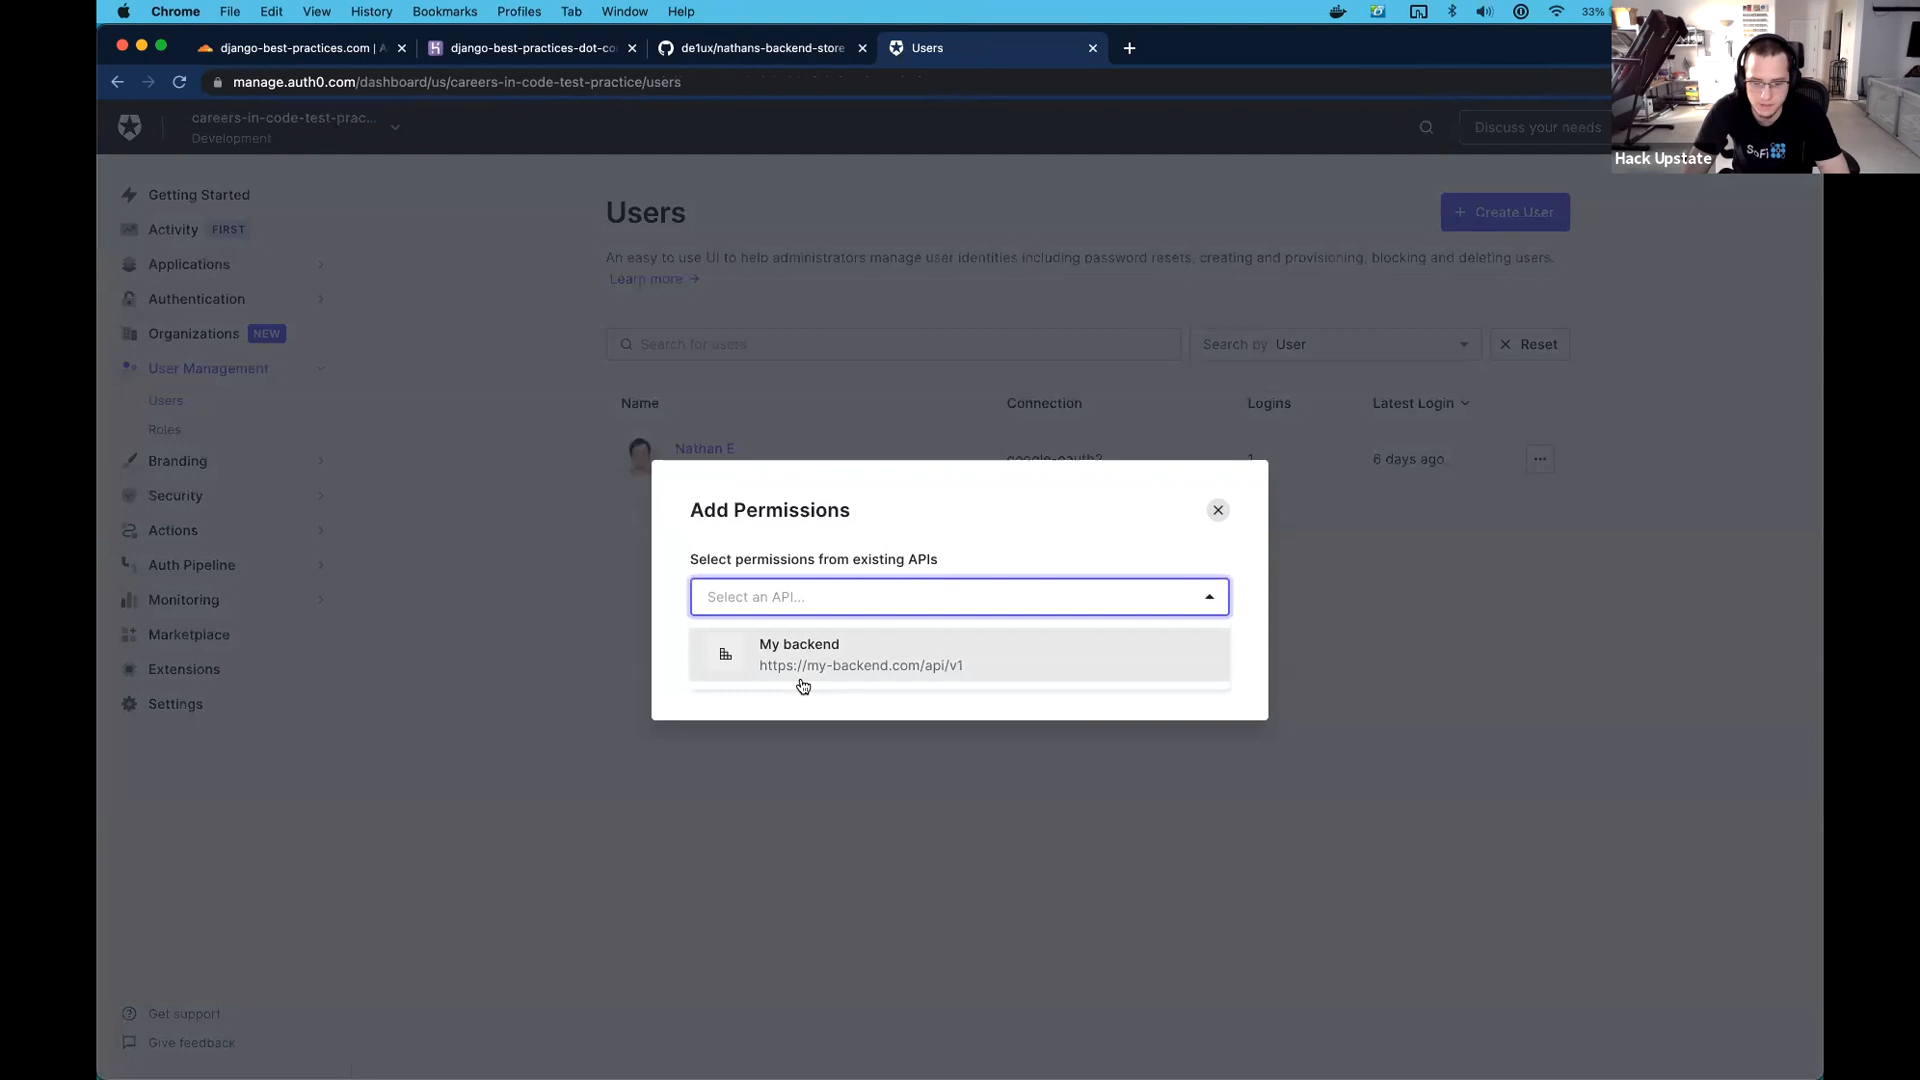 Chrome File Edit View History Bookmarks Profiles Tab Window Help 33%
django-best-practices.com | A
django-best-practices-dot-co
de1ux/nathans-backend-store
Users
manage.auth0.com/dashboard/us/careers-in-code-test-practice/users
careers-in-code-test-prac...
Development
Discuss your needs
Hack Upstate
SoFi
Getting Started
Activity FIRST
Applications
Authentication
Organizations NEW
User Management
Users
Roles
Branding
Security
Actions
Auth Pipeline
Monitoring
Marketplace
Extensions
Settings
Get support
Give feedback
Users
+ Create User
An easy to use UI to help administrators manage user identities including password resets, creating and provisioning, blocking and deleting users.
Learn more →
Search for users
Search by User
Reset
Name Connection Logins Latest Login
Nathan E
google-oauth2 1 6 days ago
Add Permissions
Select permissions from existing APIs
Select an API...
My backend
https://my-backend.com/api/v1